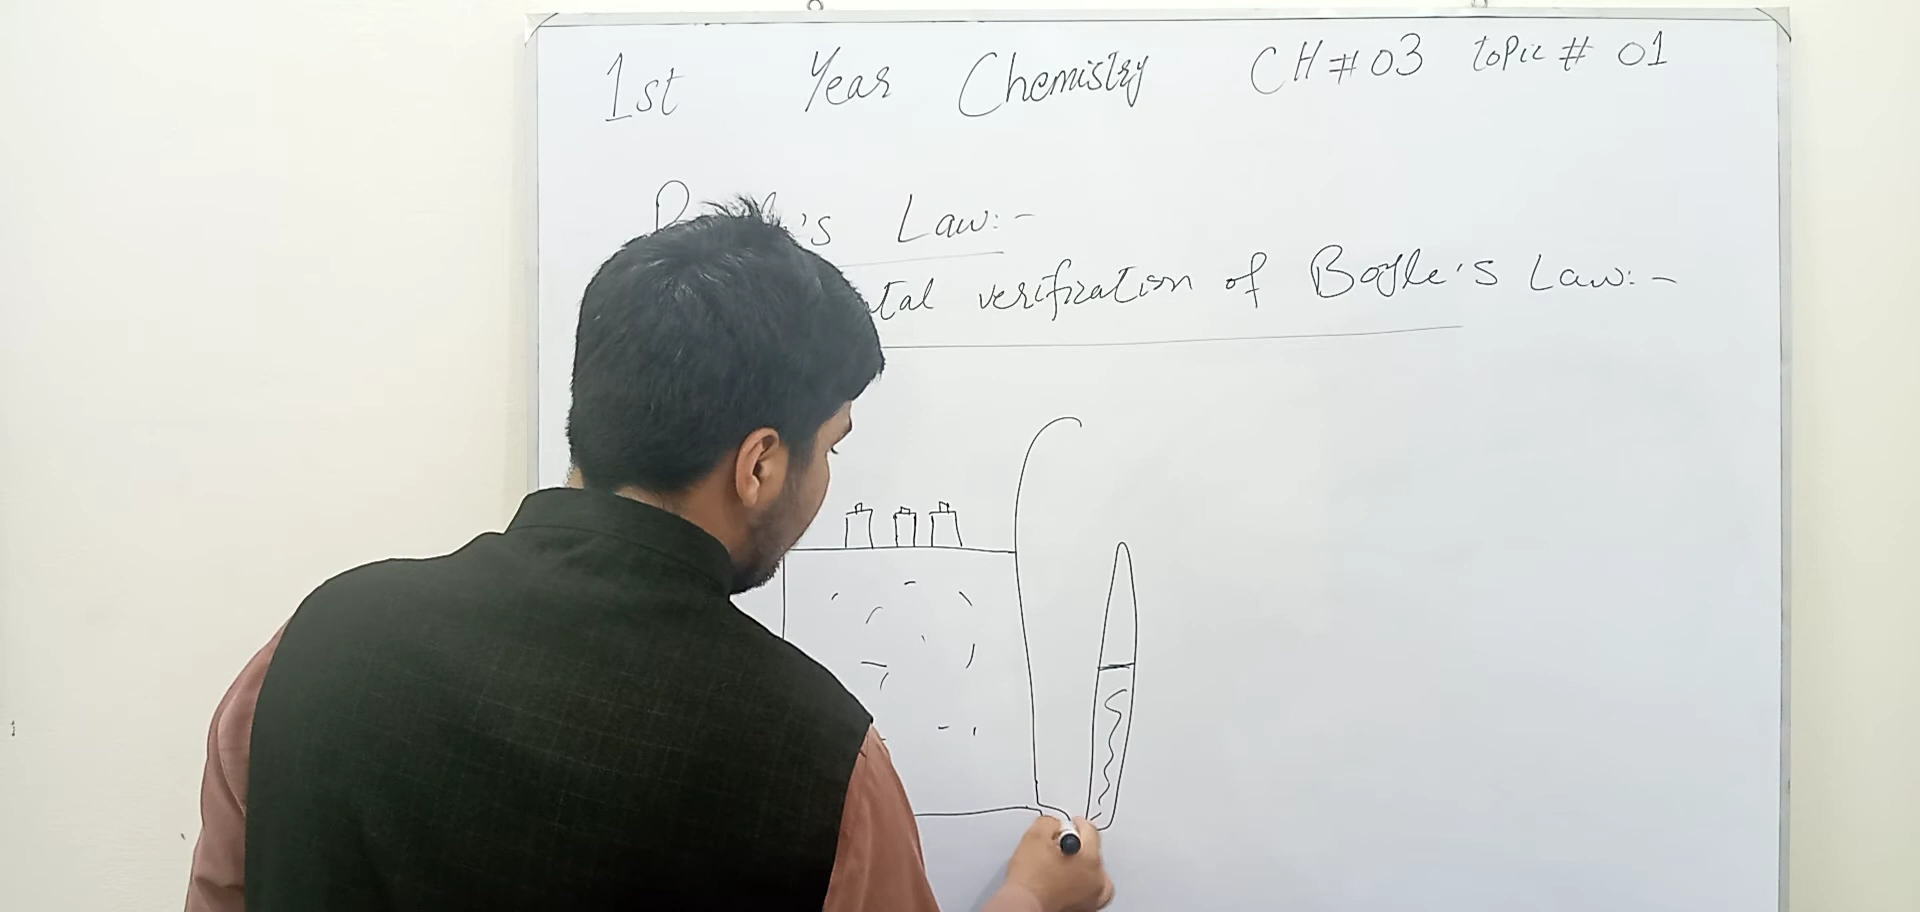 1st Year Chemistry CH # 03 topic # 01
's Law:-
tal verification of Boyle's Law:-